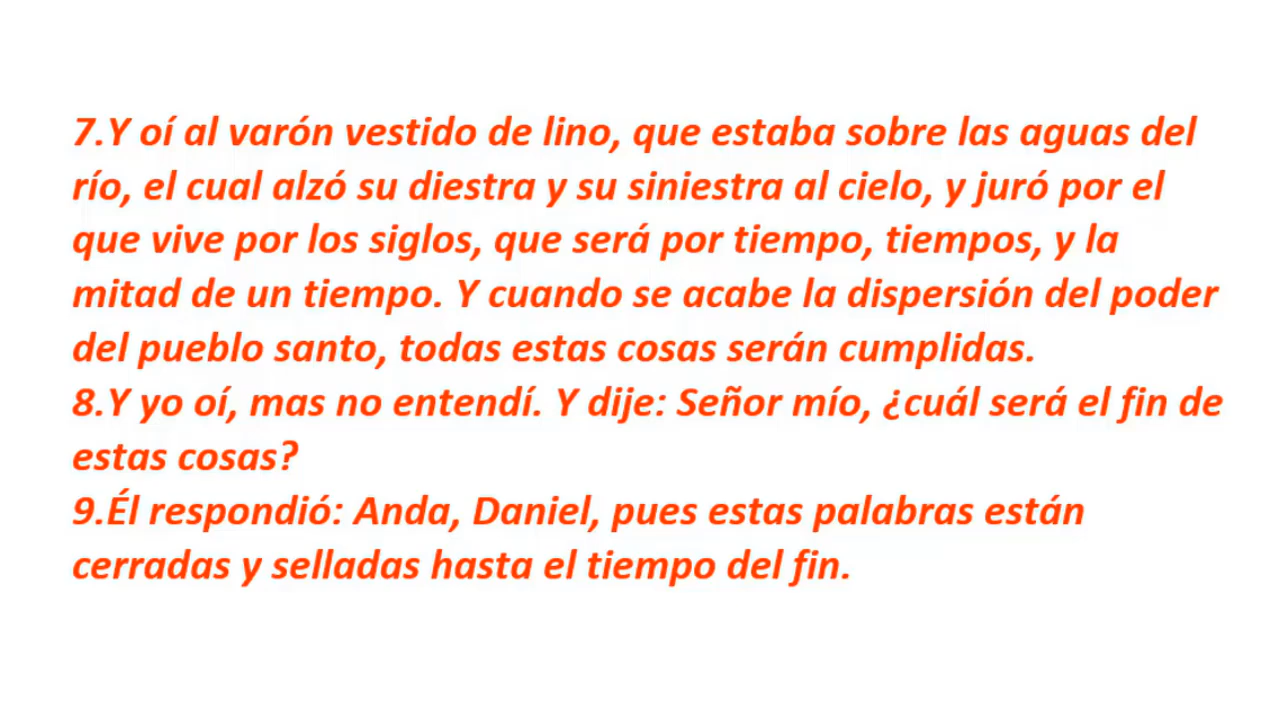 7.Y oí al varón vestido de lino, que estaba sobre las aguas del
río, el cual alzó su diestra y su siniestra al cielo, y juró por el
que vive por los siglos, que será por tiempo, tiempos, y la
mitad de un tiempo. Y cuando se acabe la dispersión del poder
del pueblo santo, todas estas cosas serán cumplidas.
8.Y yo oí, mas no entendí. Y dije: Señor mío, ¿cuál será el fin de
estas cosas?
9.Él respondió: Anda, Daniel, pues estas palabras están
cerradas y selladas hasta el tiempo del fin.